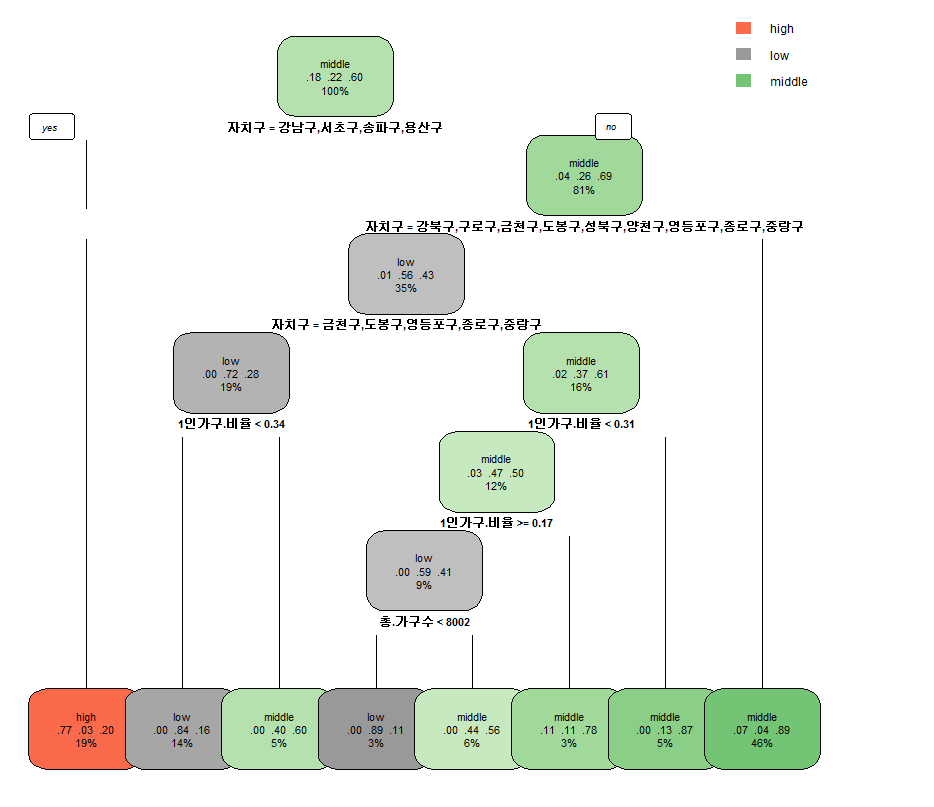 high
low
middle
middle
.18 .22 .60
100%
자치구 = 강남구,서초구,송파구,용산구
yes
no
middle
.04 .26 .69
81%
자치구 = 강북구,구로구,금천구,도봉구,성북구,양천구,영등포구,종로구,중랑구
low
.01 .56 .43
35%
자치구 = 금천구,도봉구,영등포구,종로구,중랑구
low
.00 .72 .28
19%
1인가구.비율 < 0.34
middle
.02 .37 .61
16%
1인가구.비율 < 0.31
middle
.03 .47 .50
12%
1인가구.비율 >= 0.17
low
.00 .59 .41
9%
총.가구수 < 8002
high
.77 .03 .20
19%
low
.00 .84 .16
14%
middle
.00 .40 .60
5%
low
.00 .89 .11
3%
middle
.00 .44 .56
6%
middle
.11 .11 .78
3%
middle
.00 .13 .87
5%
middle
.07 .04 .89
46%